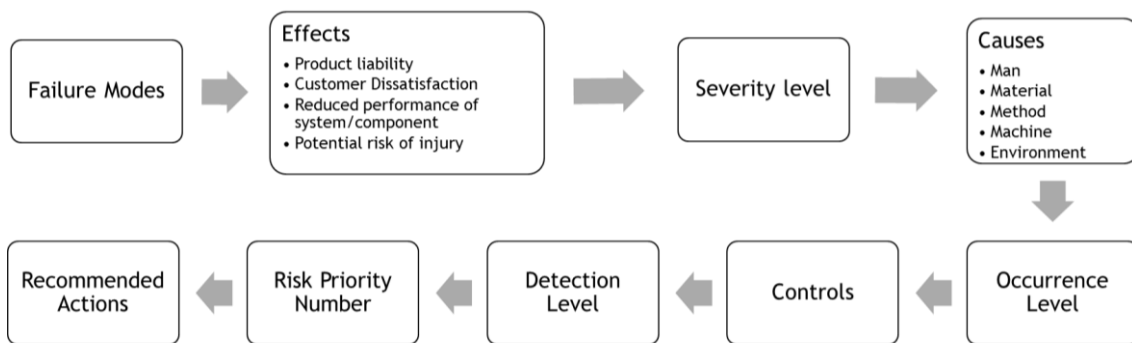 Failure Modes
Effects
• Product liability
• Customer Dissatisfaction
• Reduced performance of
system/component
• Potential risk of injury
Severity level
Causes
• Man
• Material
• Method
• Machine
• Environment
Occurrence
Level
Controls
Detection
Level
Risk Priority
Number
Recommended
Actions